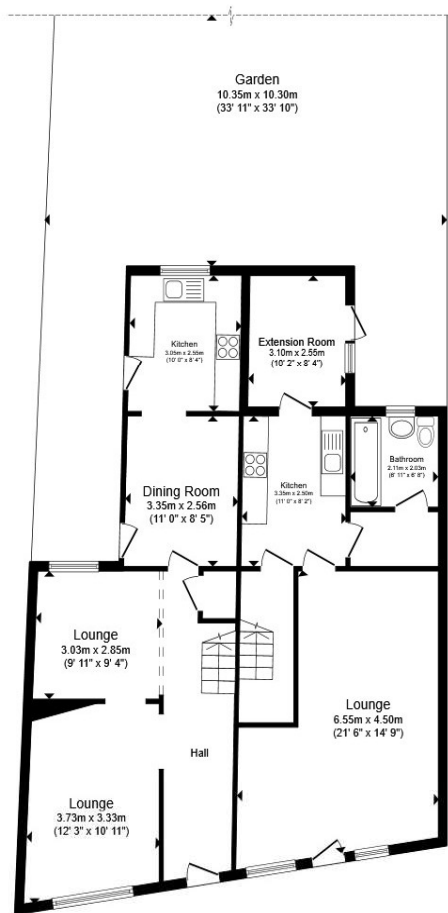 Garden
10.35m x 10.30m
(33' 11" x 33' 10")
Kitchen
3.05m x 2.55m
(10' 0" x 8' 4")
Extension Room
3.10m x 2.55m
(10' 2" x 8' 4")
Dining Room
3.35m x 2.56m
(11' 0" x 8' 5")
Kitchen
3.35m x 2.50m
(11' 0" x 8' 2")
Bathroom
2.11m x 2.03m
(6' 11" x 6' 8")
Lounge
3.03m x 2.85m
(9' 11" x 9' 4")
Lounge
6.55m x 4.50m
(21' 6" x 14' 9")
Hall
Lounge
3.73m x 3.33m
(12' 3" x 10' 11")